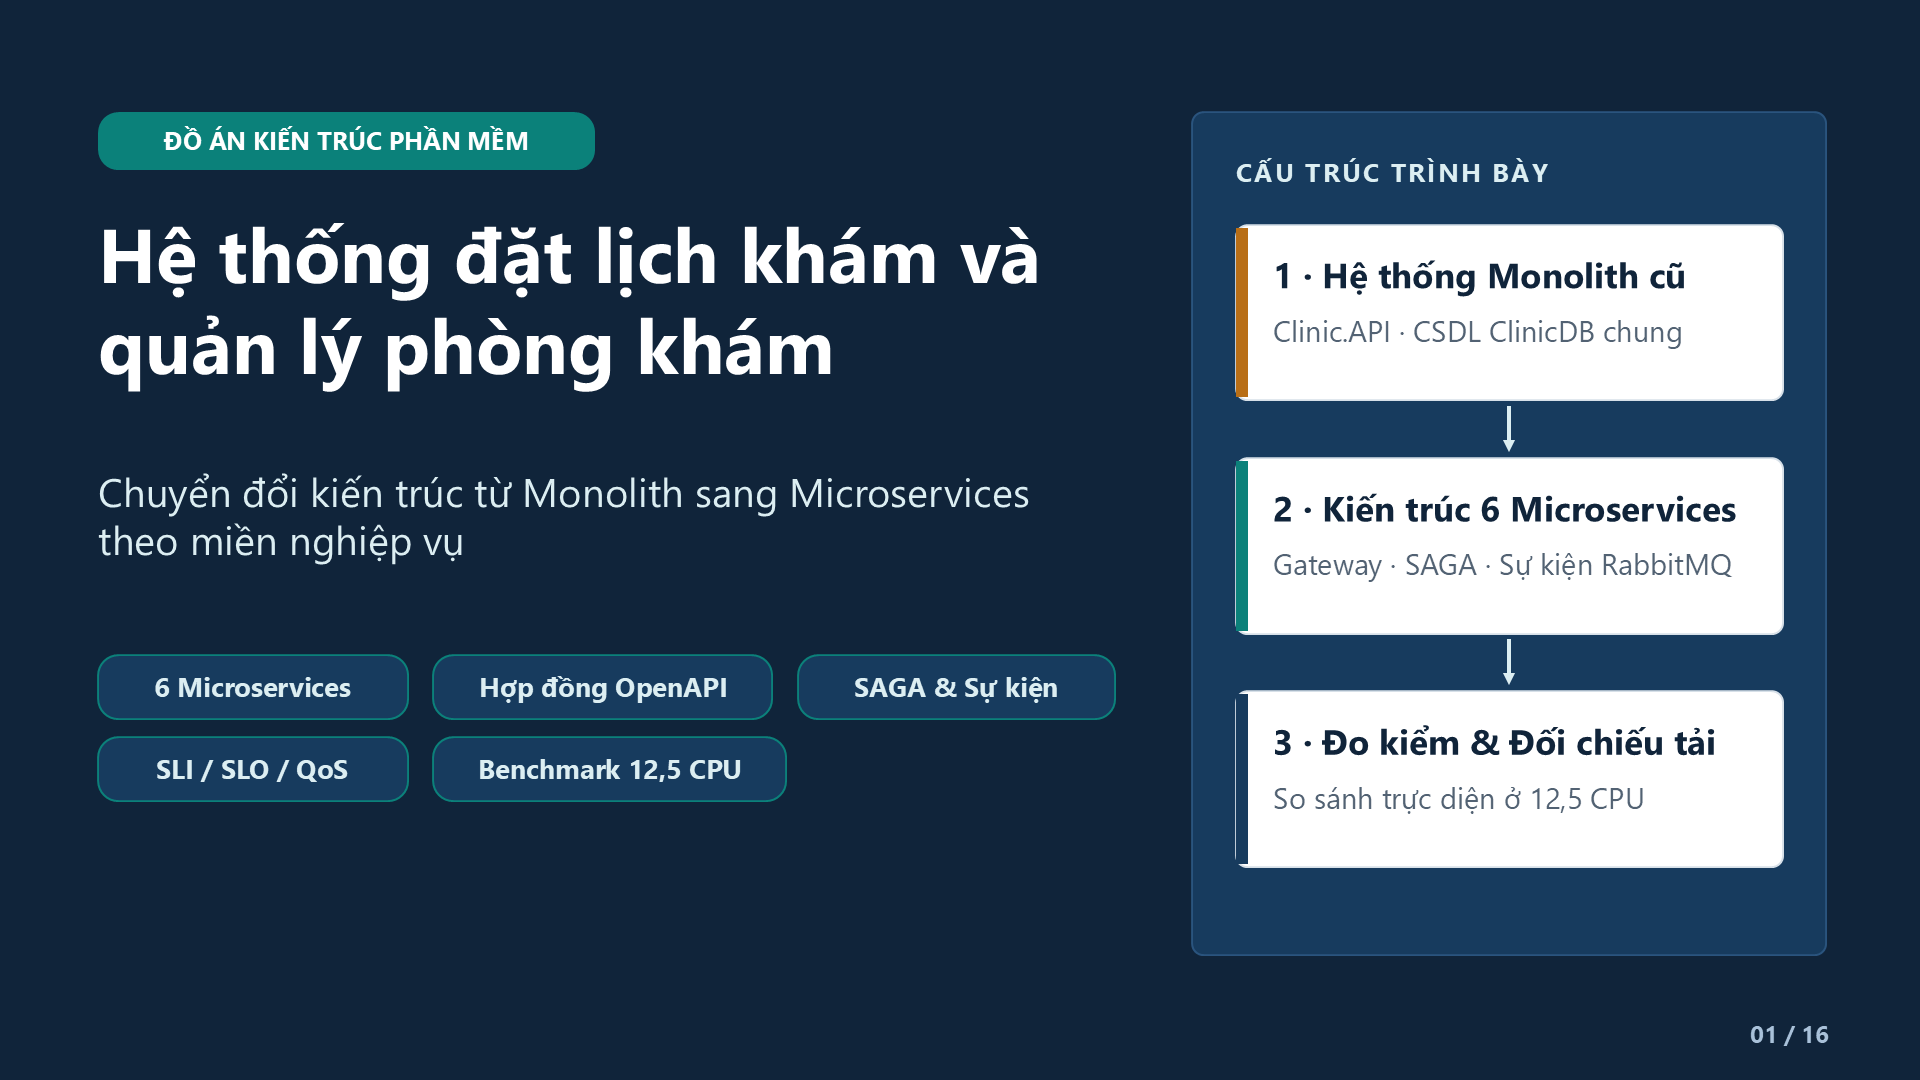 ĐỒ ÁN KIẾN TRÚC PHẦN MỀM
Hệ thống đặt lịch khám và
quản lý phòng khám
Chuyển đổi kiến trúc từ Monolith sang Microservices
theo miền nghiệp vụ
6 Microservices
Hợp đồng OpenAPI
SAGA & Sự kiện
SLI / SLO / QoS
Benchmark 12,5 CPU
CẤU TRÚC TRÌNH BÀY
1 · Hệ thống Monolith cũ
Clinic.API · CSDL ClinicDB chung
2 · Kiến trúc 6 Microservices
Gateway · SAGA · Sự kiện RabbitMQ
3 · Đo kiểm & Đối chiếu tải
So sánh trực diện ở 12,5 CPU
01 / 16